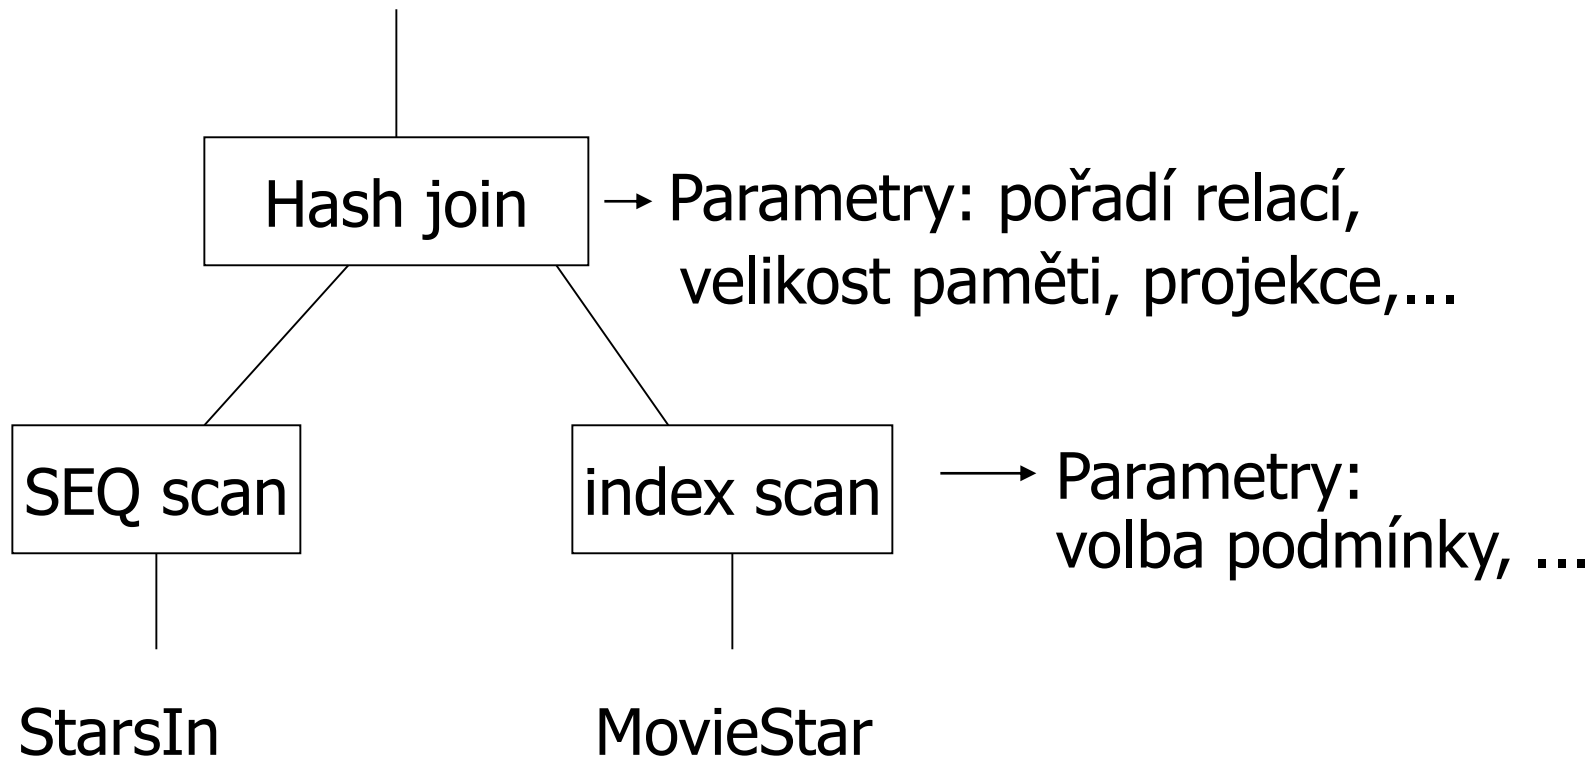 Hash join
Parametry: pořadí relací,
velikost paměti, projekce,...
SEQ scan
index scan
Parametry:
volba podmínky, ...
StarsIn
MovieStar